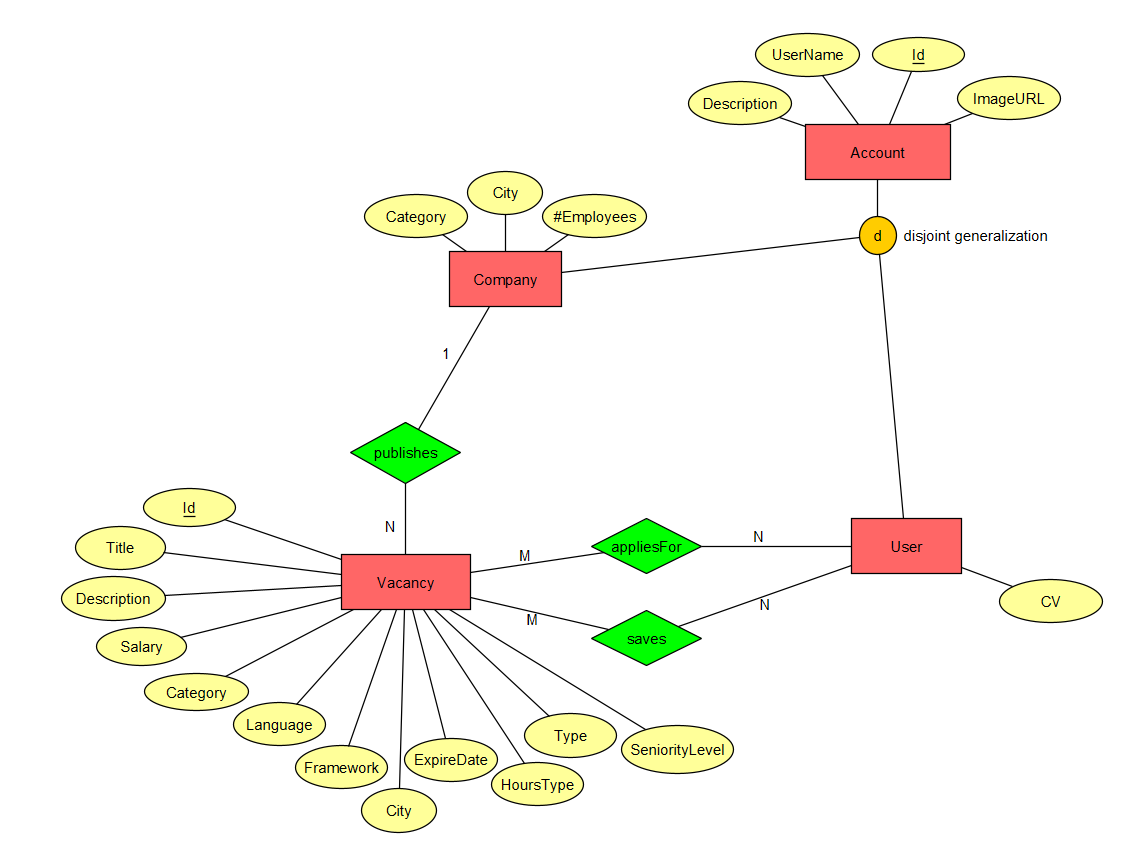 UserName
Id
Description
ImageURL
Account
City
Category
#Employees
d
disjoint generalization
Company
1
publishes
Id
N
Title
appliesFor
N
User
M
Vacancy
Description
CV
N
M
saves
Salary
Category
Language
Type
SeniorityLevel
Framework
ExpireDate
HoursType
City